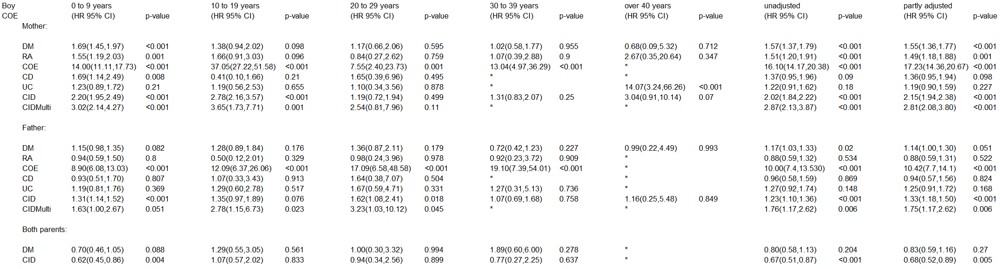 Boy 0 to 9 years 10 to 19 years 20 to 29 years 30 to 39 years over 40 years unadjusted partly adjusted
COE (HR 95% CI) p-value (HR 95% CI) p-value (HR 95% CI) p-value (HR 95% CI) p-value (HR 95% CI) p-value (HR 95% CI) p-value (HR 95% CI) p-value
Mother:
DM 1.69(1.45,1.97) <0.001 1.38(0.94,2.02) 0.098 1.17(0.66,2.06) 0.595 1.02(0.58,1.77) 0.955 0.68(0.09,5.32) 0.712 1.57(1.37,1.79) <0.001 1.55(1.36,1.77) <0.001
RA 1.55(1.19,2.03) 0.001 1.66(0.91,3.03) 0.096 0.84(0.27,2.62) 0.759 1.07(0.39,2.88) 0.9 2.67(0.35,20.64) 0.347 1.51(1.20,1.91) <0.001 1.49(1.18,1.88) 0.001
COE 14.00(11.11,17.73) <0.001 37.05(27.22,51.58) <0.001 7.55(2.40,23.73) 0.001 13.04(4.97,36.29) <0.001 * 16.10(14.17,20.38) <0.001 17.23(14.36,20.67) <0.001
CD 1.69(1.14,2.49) 0.008 0.41(0.10,1.66) 0.21 1.65(0.39,6.96) 0.495 * * 1.37(0.95,1.96) 0.09 1.36(0.95,1.94) 0.098
UC 1.23(0.89,1.72) 0.21 1.19(0.56,2.53) 0.655 1.10(0.34,3.56) 0.878 * 14.07(3.24,66.26) <0.001 1.22(0.91,1.62) 0.18 1.19(0.90,1.59) 0.227
CID 2.20(1.95,2.49) <0.001 2.78(2.16,3.57) <0.001 1.19(0.72,1.94) 0.499 1.31(0.83,2.07) 0.25 3.04(0.91,10.14) 0.07 2.02(1.84,2.22) <0.001 2.15(1.94,2.38) <0.001
CIDMulti 3.02(2.14,4.27) <0.001 3.65(1.73,7.71) 0.001 2.54(0.81,7.96) 0.11 * * 2.87(2.13,3.87) <0.001 2.81(2.08,3.80) <0.001
Father:
DM 1.15(0.98,1.35) 0.082 1.28(0.89,1.84) 0.176 1.36(0.87,2.11) 0.179 0.72(0.42,1.23) 0.227 0.99(0.22,4.49) 0.993 1.17(1.03,1.33) 0.02 1.14(1.00,1.30) 0.051
RA 0.94(0.59,1.50) 0.8 0.50(0.12,2.01) 0.329 0.98(0.24,3.96) 0.978 0.92(0.23,3.72) 0.909 * 0.88(0.59,1.32) 0.534 0.88(0.59,1.31) 0.522
COE 8.90(6.08,13.03) <0.001 12.09(6.37,26.06) <0.001 17.09(6.58,48.58) <0.001 19.10(7.39,54.01) <0.001 * 10.00(7.4,13.530) <0.001 10.42(7.7,14.1) <0.001
CD 0.93(0.51,1.70) 0.807 1.07(0.33,3.43) 0.913 1.64(0.38,7.07) 0.504 * * 0.96(0.58,1.59) 0.869 0.94(0.57,1.56) 0.824
UC 1.19(0.81,1.76) 0.369 1.29(0.60,2.78) 0.517 1.67(0.59,4.71) 0.331 1.27(0.31,5.13) 0.736 * 1.27(0.92,1.74) 0.148 1.25(0.91,1.72) 0.168
CID 1.31(1.14,1.52) <0.001 1.35(0.97,1.89) 0.076 1.62(1.08,2.41) 0.018 1.07(0.69,1.68) 0.758 1.16(0.25,5.48) 0.849 1.23(1.10,1.36) <0.001 1.33(1.18,1.50) <0.001
CIDMulti 1.63(1.00,2.67) 0.051 2.78(1.15,6.73) 0.023 3.23(1.03,10.12) 0.045 * * 1.76(1.17,2.62) 0.006 1.75(1.17,2.62) 0.006
Both parents:
DM 0.70(0.46,1.05) 0.088 1.29(0.55,3.05) 0.561 1.00(0.30,3.32) 0.994 1.89(0.60,6.00) 0.278 * 0.80(0.58,1.13) 0.204 0.83(0.59,1.16) 0.27
CID 0.62(0.45,0.86) 0.004 1.07(0.57,2.02) 0.833 0.94(0.34,2.56) 0.899 0.77(0.27,2.25) 0.637 * 0.67(0.51,0.87) <0.001 0.68(0.52,0.89) 0.005